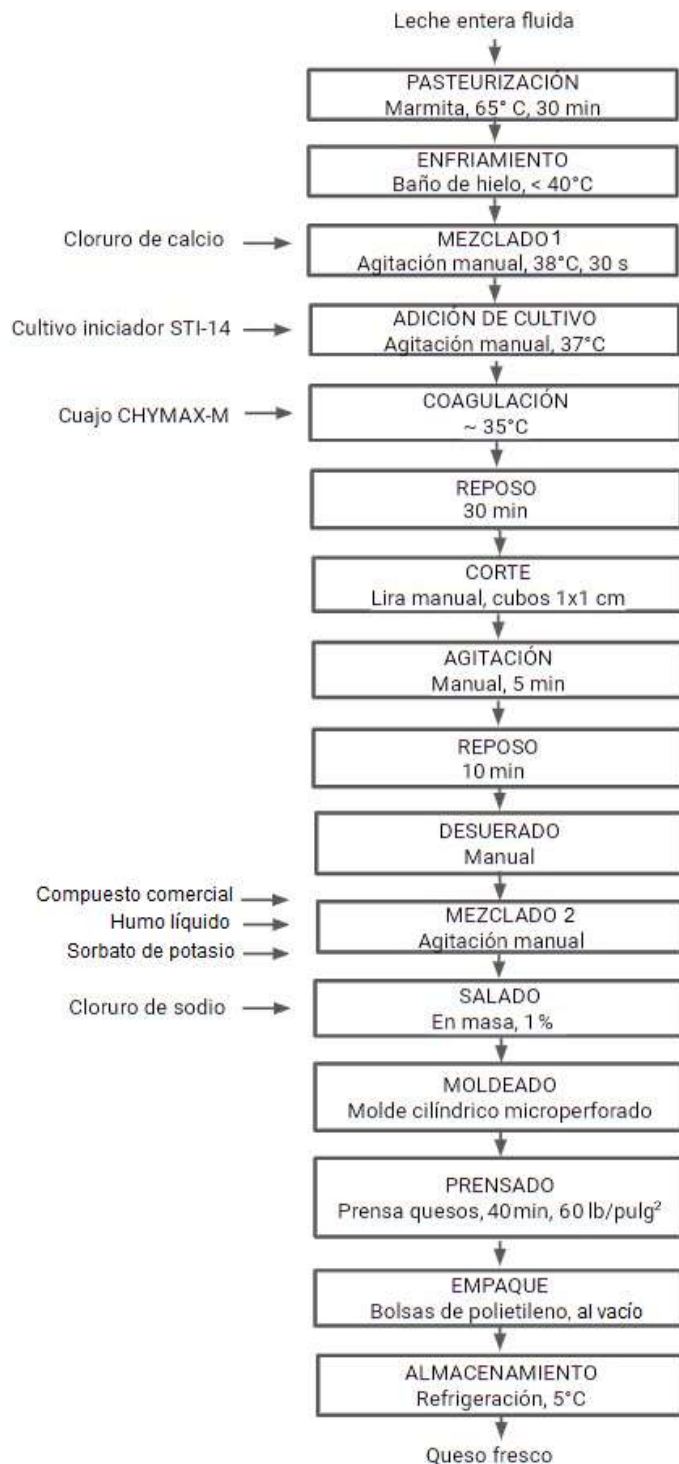 Leche entera fluida
PASTEURIZACIÓN
Marmita, 65° C, 30 min
ENFRIAMIENTO
Baño de hielo, < 40°C
Cloruro de calcio
MEZCLADO 1
Agitación manual, 38°C, 30 s
Cultivo iniciador STI-14
ADICIÓN DE CULTIVO
Agitación manual, 37°C
Cuajo CHYMAX-M
COAGULACIÓN
~ 35°C
REPOSO
30 min
CORTE
Lira manual, cubos 1x1 cm
AGITACIÓN
Manual, 5 min
REPOSO
10 min
DESUERADO
Manual
Compuesto comercial
Humo líquido
Sorbato de potasio
MEZCLADO 2
Agitación manual
Cloruro de sodio
SALADO
En masa, 1 %
MOLDEADO
Molde cilíndrico microperforado
PRENSADO
Prensa quesos, 40 min, 60 lb/pulg²
EMPAQUE
Bolsas de polietileno, al vacío
ALMACENAMIENTO
Refrigeración, 5°C
Queso fresco